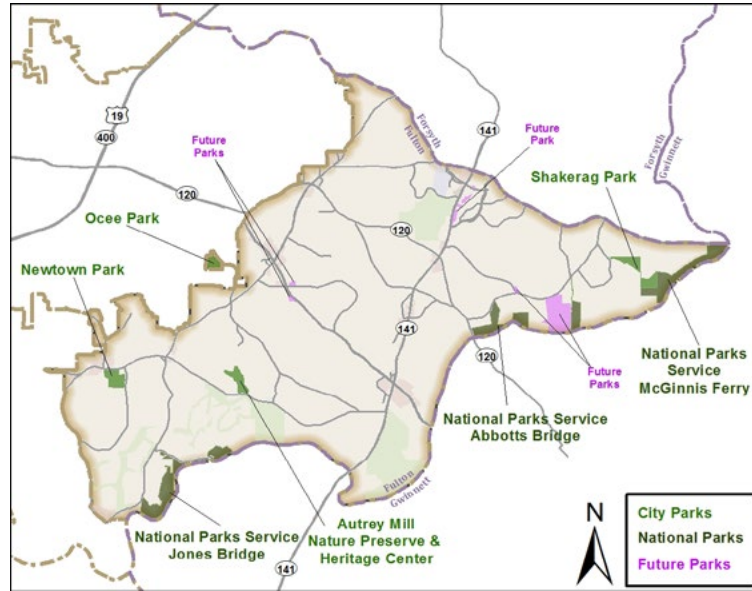 19
400
120
141
Forsyth
Fulton
Future
Parks
Future
Park
Forsyth
Gwinnett
Shakerag Park
Ocee Park
120
Newtown Park
141
120
National Parks
Service
McGinnis Ferry
Future
Parks
National Parks Service
Abbotts Bridge
Fulton
Gwinnett
National Parks Service
Jones Bridge
Autrey Mill
Nature Preserve &
Heritage Center
141
N
City Parks
National Parks
Future Parks